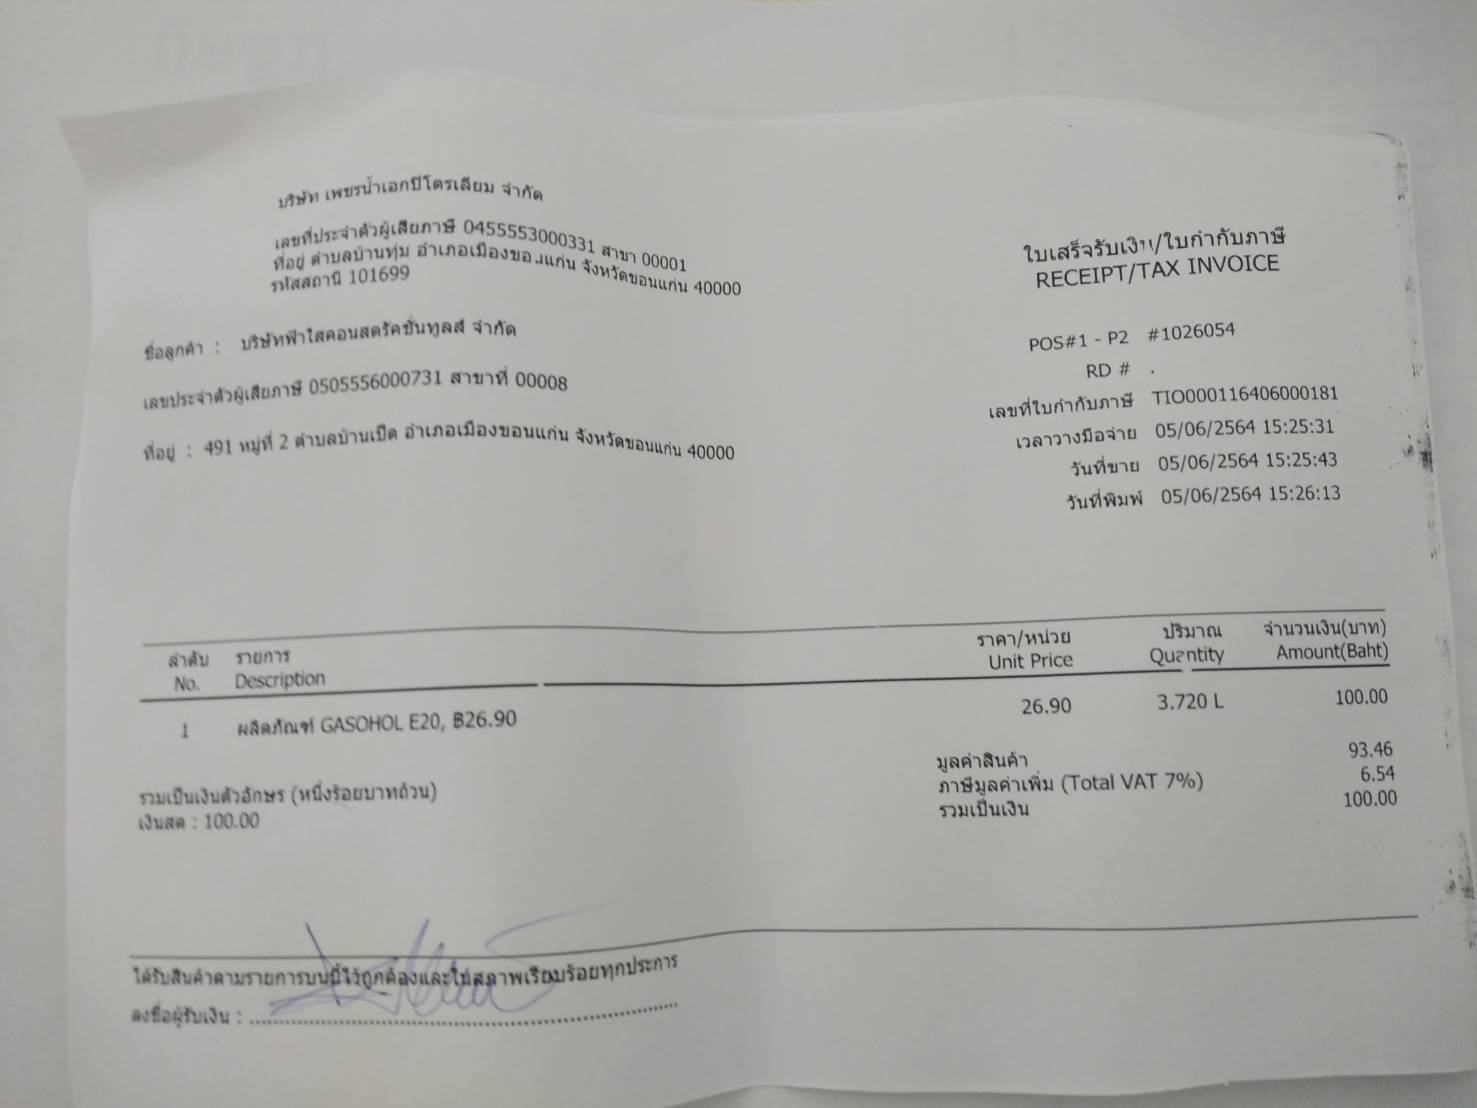 บริษัท เพชรน้ำเอกปิโตรเลียม จำกัด
เลขที่ประจำตัวผู้เสียภาษี 0455553000331 สาขา 00001
ที่อยู่ ตำบลบ้านทุ่ม อำเภอเมืองขอนแก่น จังหวัดขอนแก่น 40000
รหัสสถานี 101699
ใบเสร็จรับเงิน/ใบกำกับภาษี
RECEIPT/TAX INVOICE
ชื่อลูกค้า : บริษัทฟ้าใสคอนสตรัคชั่นทูลส์ จำกัด
เลขประจำตัวผู้เสียภาษี 0505556000731 สาขาที่ 00008
ที่อยู่ : 491 หมู่ที่ 2 ตำบลบ้านเป็ด อำเภอเมืองขอนแก่น จังหวัดขอนแก่น 40000
POS#1 - P2 #1026054
RD # .
เลขที่ใบกำกับภาษี TIO000116406000181
เวลาวางมือจ่าย 05/06/2564 15:25:31
วันที่ขาย 05/06/2564 15:25:43
วันที่พิมพ์ 05/06/2564 15:26:13
ลำดับ รายการ ราคา/หน่วย ปริมาณ จำนวนเงิน(บาท)
No. Description Unit Price Quantity Amount(Baht)
1 ผลิตภัณฑ์ GASOHOL E20, B26.90 26.90 3.720 L 100.00
มูลค่าสินค้า 93.46
ภาษีมูลค่าเพิ่ม (Total VAT 7%) 6.54
รวมเป็นเงิน 100.00
รวมเป็นเงินตัวอักษร (หนึ่งร้อยบาทถ้วน)
เงินสด : 100.00
ได้รับสินค้าตามรายการบนนี้ไว้ถูกต้องและในสภาพเรียบร้อยทุกประการ
ลงชื่อผู้รับเงิน :